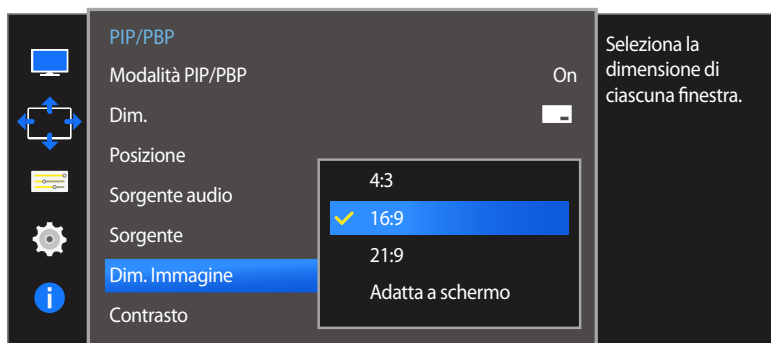 PIP/PBP
Modalità PIP/PBP On
Dim.
Posizione
Sorgente audio
Sorgente
Dim. Immagine
Contrasto
4:3
16:9
21:9
Adatta a schermo
Seleziona la
dimensione di
ciascuna finestra.